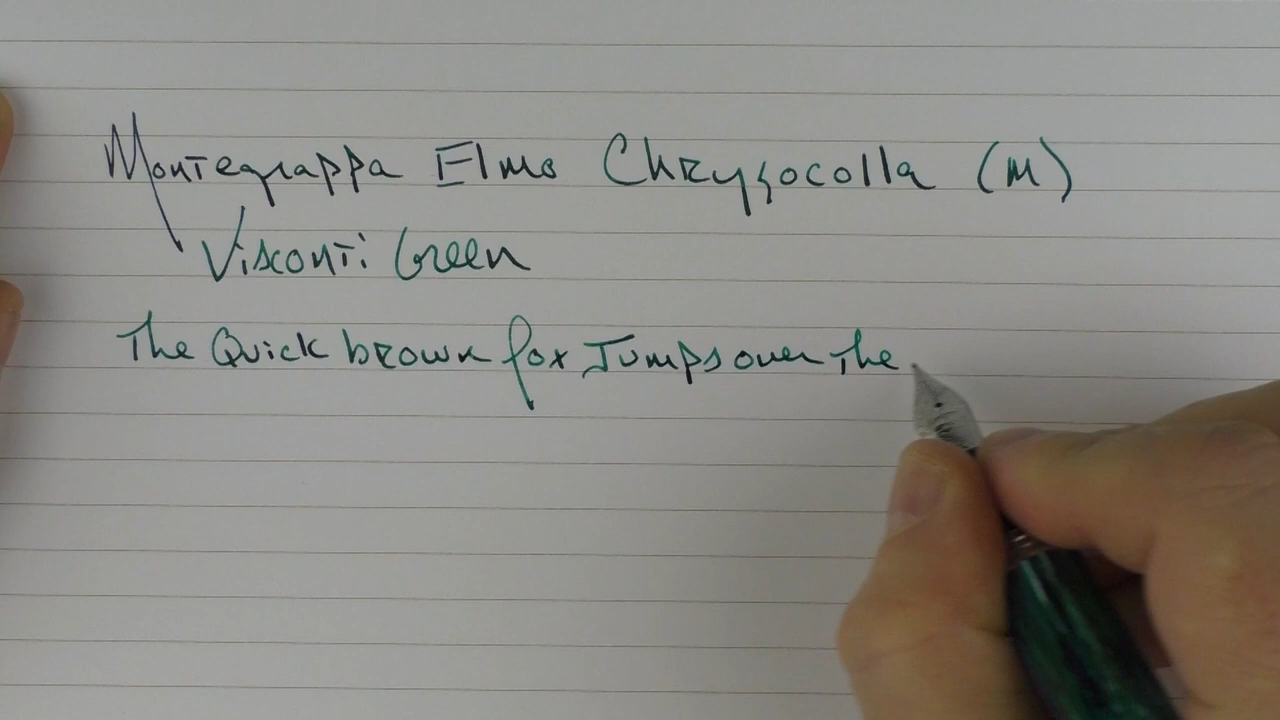 Montegrappa Elmo Chrysocolla (M)
Visconti Green
The Quick brown fox Jumps over The